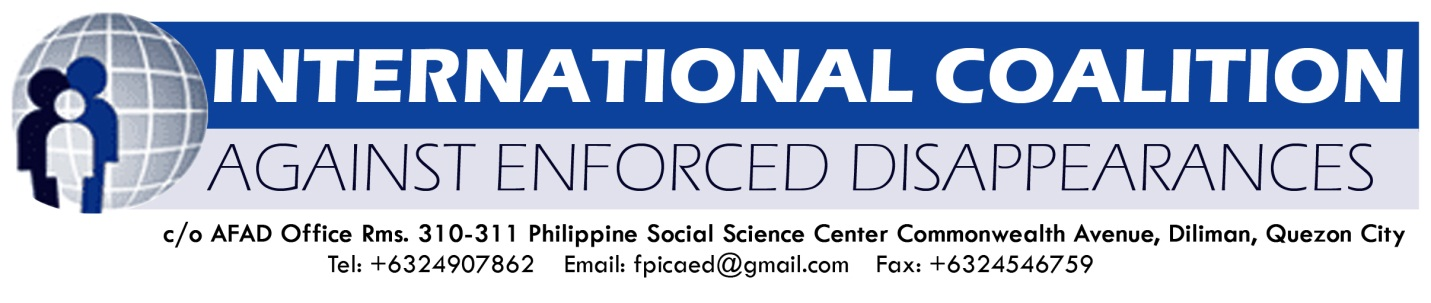 INTERNATIONAL COALITION
AGAINST ENFORCED DISAPPEARANCES
c/o AFAD Office Rms. 310-311 Philippine Social Science Center Commonwealth Avenue, Diliman, Quezon City
Tel: +6324907862 Email: fpicaed@gmail.com Fax: +6324546759